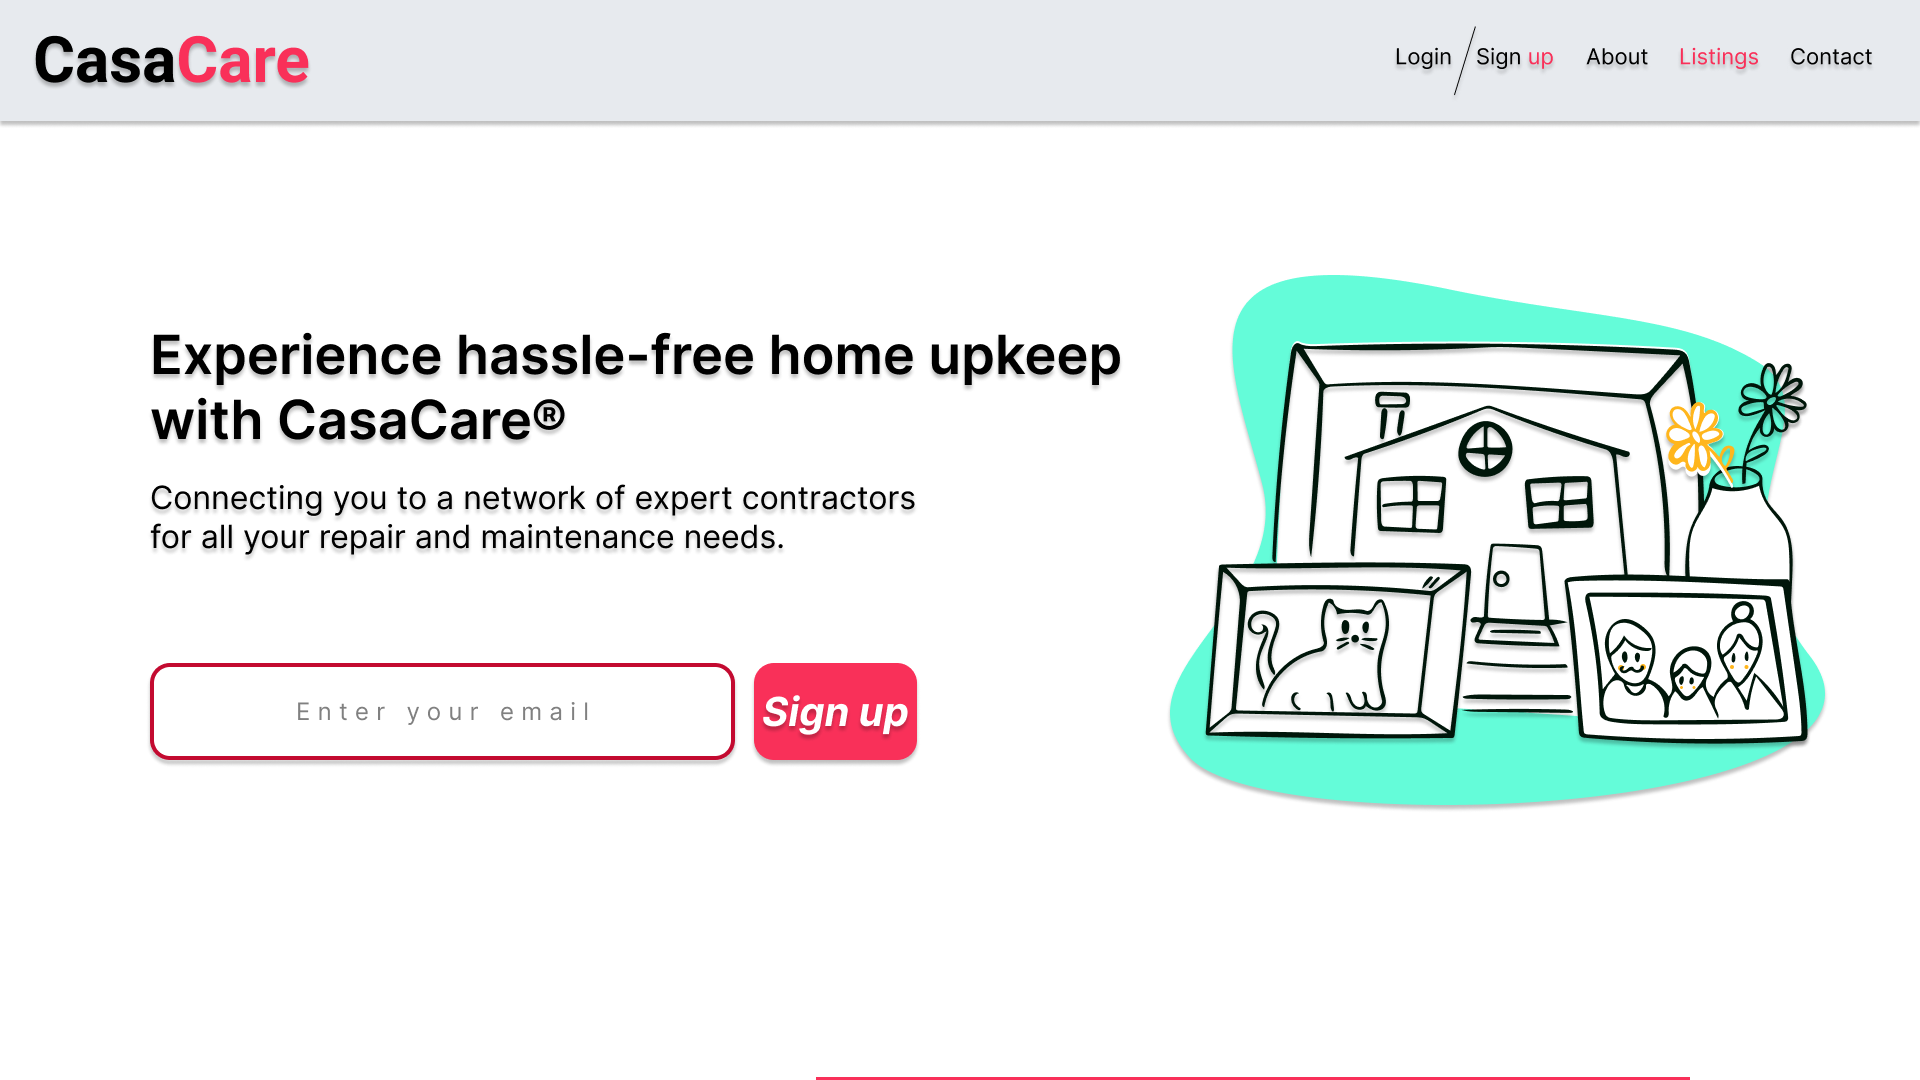 CasaCare
Login / Sign up About Listings Contact
Experience hassle-free home upkeep
with CasaCare®
Connecting you to a network of expert contractors
for all your repair and maintenance needs.
Enter your email
Sign up